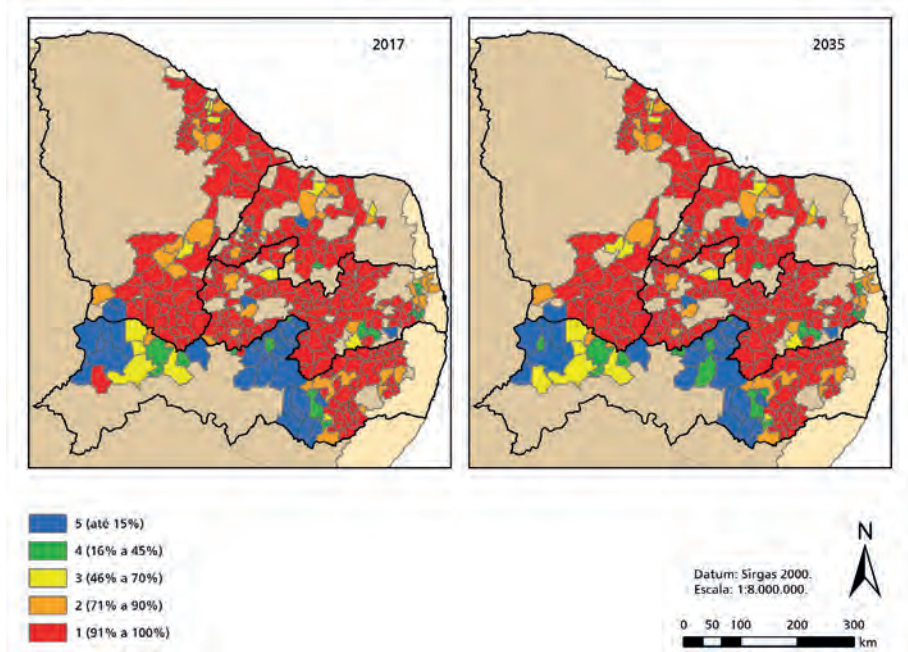 2017
2035
5 (até 15%)
4 (16% a 45%)
3 (46% a 70%)
2 (71% a 90%)
1 (91% a 100%)
N
Datum: Sirgas 2000.
Escala: 1:8.000.000.
0 50 100 200 300
km